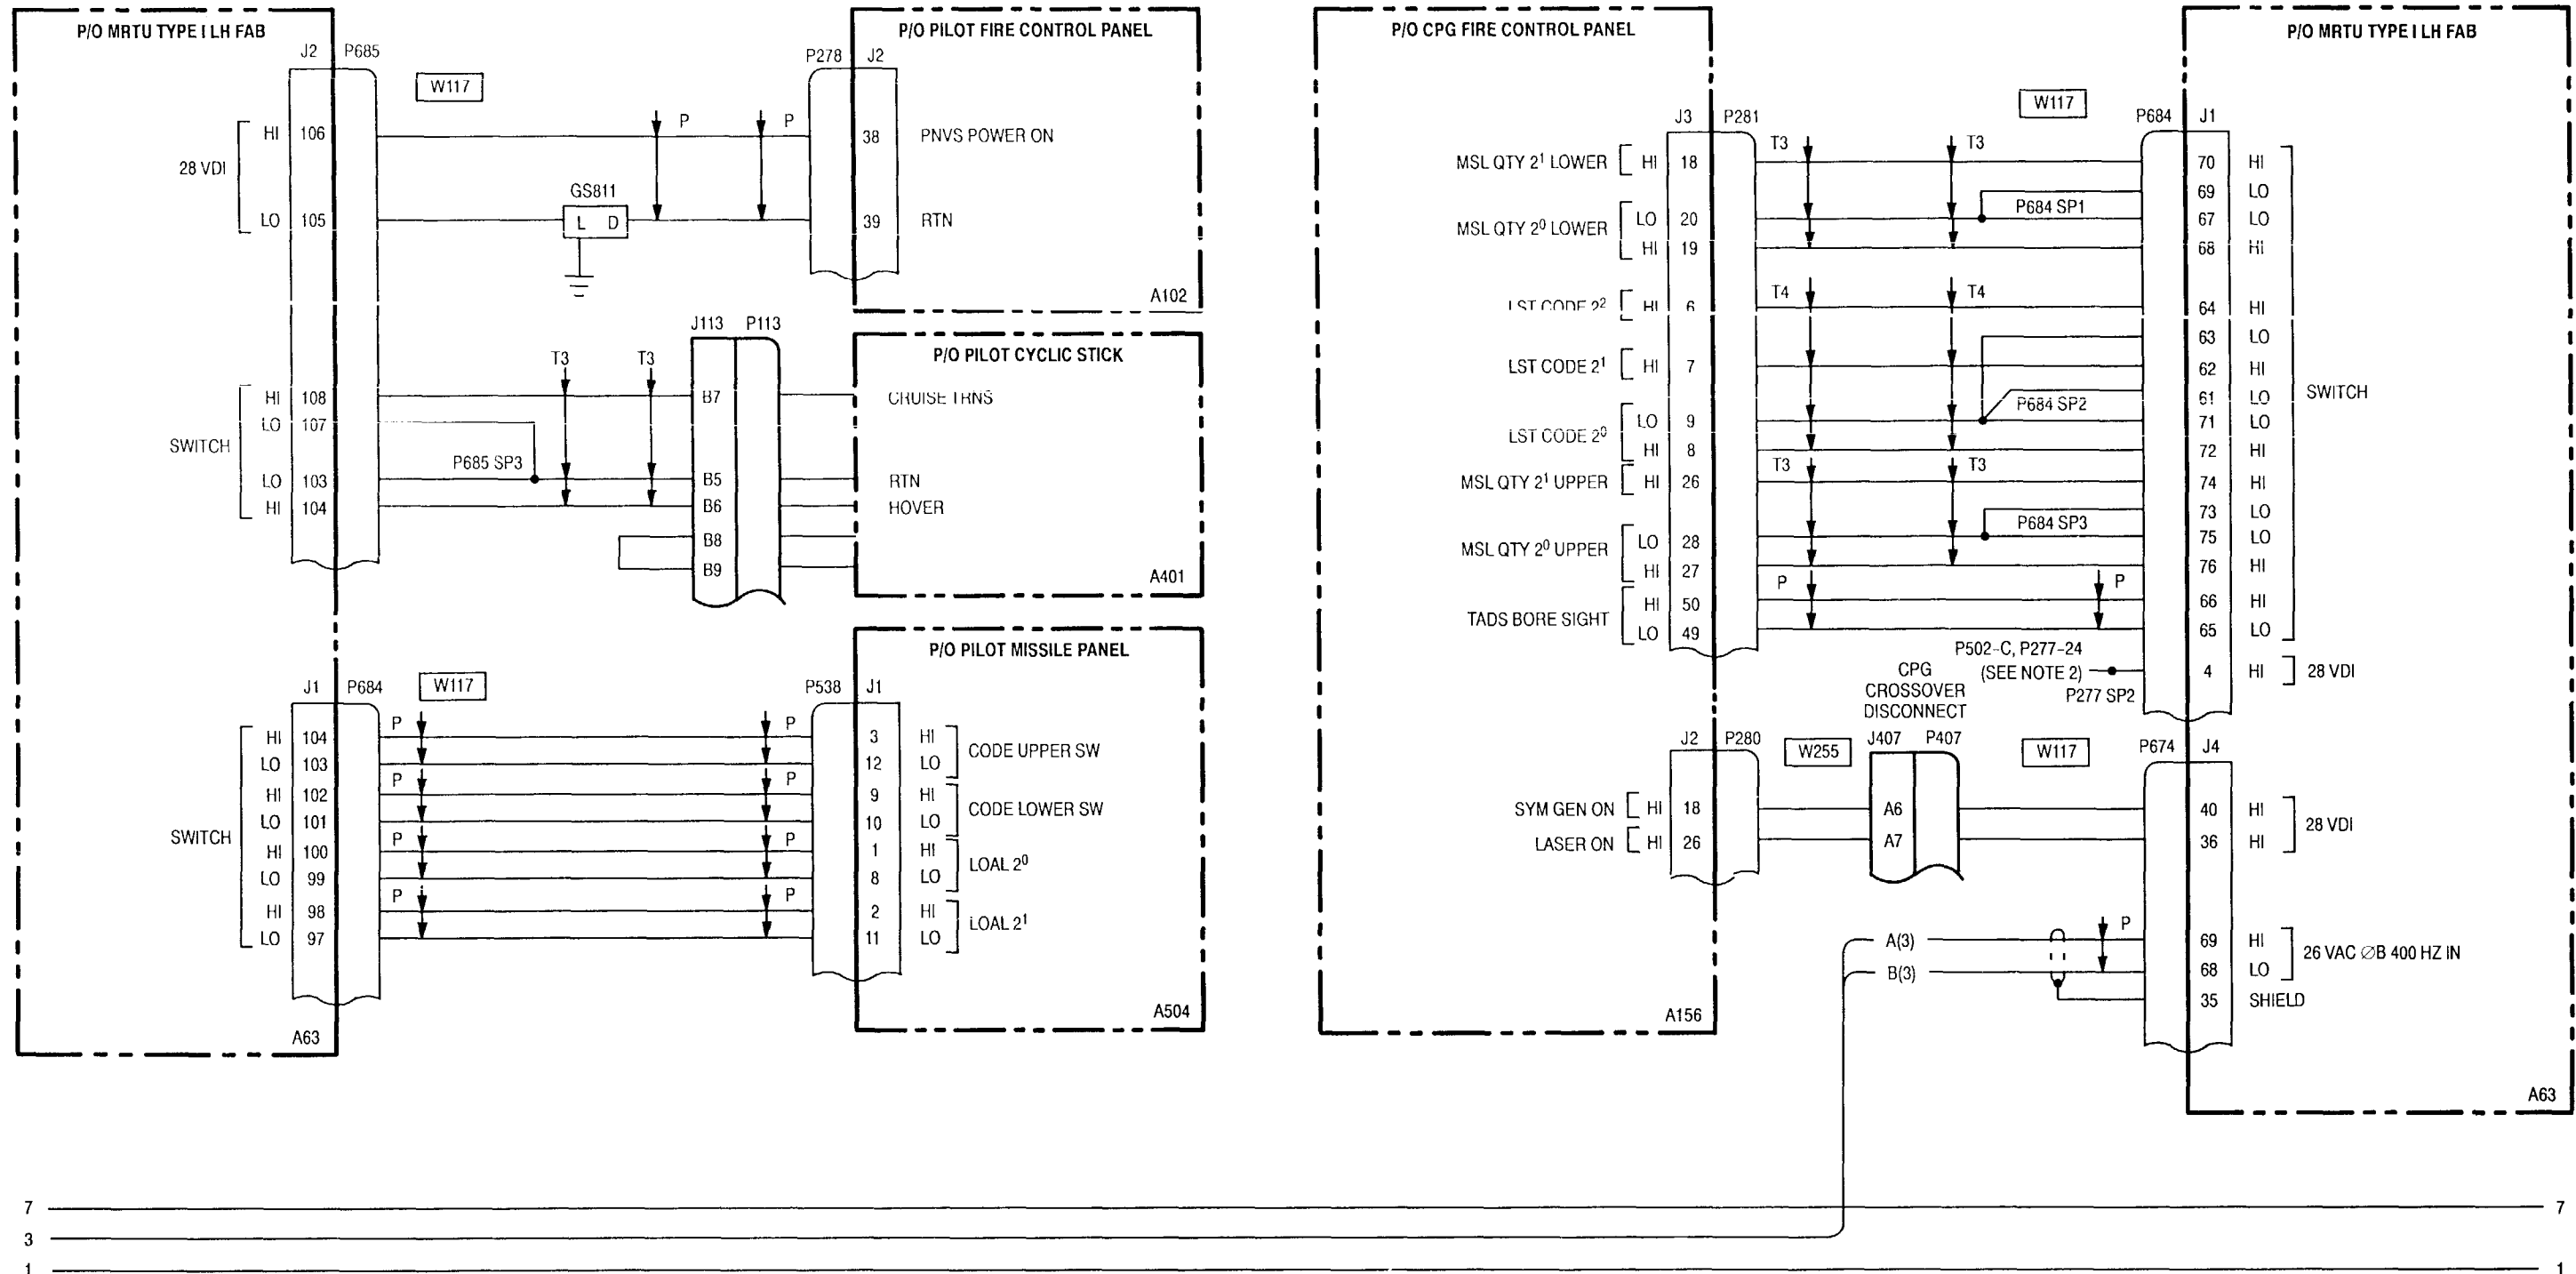 P/O MRTU TYPE I LH FAB
J2 P685
W117
HI 106
28 VDI
LO 105
GS811
L D
P P
P278 J2
P/O PILOT FIRE CONTROL PANEL
38 PNVS POWER ON
39 RTN
A102
J113 P113
T3 T3
P/O PILOT CYCLIC STICK
HI 108
LO 107
SWITCH
P685 SP3
LO 103
HI 104
B7 CRUISE TRNS
B5 RTN
B6 HOVER
B8
B9
A401
J1 P684
W117
P538 J1
P/O PILOT MISSILE PANEL
SWITCH
HI 104 P P 3 HI
LO 103 12 LO
CODE UPPER SW
HI 102 P P 9 HI
LO 101 10 LO
CODE LOWER SW
HI 100 P P 1 HI
LO 99 8 LO
LOAL 2⁰
HI 98 P P 2 HI
LO 97 11 LO
LOAL 2¹
A504
A63
P/O CPG FIRE CONTROL PANEL
J3 P281
W117
P684 J1
P/O MRTU TYPE I LH FAB
MSL QTY 2¹ LOWER HI 18 T3 T3 70 HI
69 LO
P684 SP1
MSL QTY 2⁰ LOWER LO 20 67 LO
HI 19 68 HI
LST CODE 2² HI 6 T4 T4 64 HI
63 LO
LST CODE 2¹ HI 7 62 HI
61 LO
SWITCH
P684 SP2
LST CODE 2⁰ LO 9 71 LO
HI 8 72 HI
MSL QTY 2¹ UPPER HI 26 T3 T3 74 HI
73 LO
P684 SP3
MSL QTY 2⁰ UPPER LO 28 75 LO
HI 27 76 HI
TADS BORE SIGHT HI 50 P P 66 HI
LO 49 65 LO
P502-C, P277-24
(SEE NOTE 2)
P277 SP2
4 HI 28 VDI
CPG
CROSSOVER
DISCONNECT
J2 P280
W255
J407 P407
W117
P674 J4
SYM GEN ON HI 18 A6 40 HI
LASER ON HI 26 A7 36 HI
28 VDI
A(3) P 69 HI
B(3) 68 LO
26 VAC ∅B 400 HZ IN
35 SHIELD
A156
A63
7 7
3
1 1